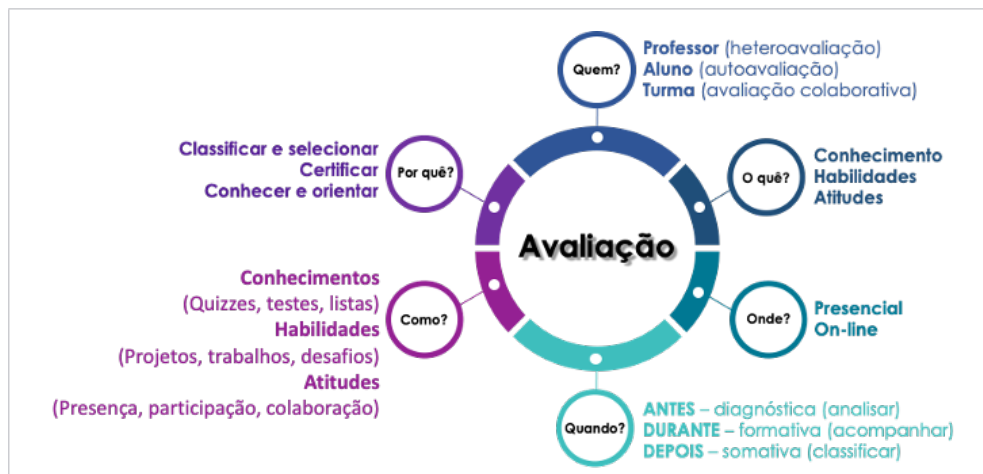 Quem?
Professor (heteroavaliação)
Aluno (autoavaliação)
Turma (avaliação colaborativa)
O quê?
Conhecimento
Habilidades
Atitudes
Onde?
Presencial
On-line
Quando?
ANTES – diagnóstica (analisar)
DURANTE – formativa (acompanhar)
DEPOIS – somativa (classificar)
Como?
Conhecimentos
(Quizzes, testes, listas)
Habilidades
(Projetos, trabalhos, desafios)
Atitudes
(Presença, participação, colaboração)
Por quê?
Classificar e selecionar
Certificar
Conhecer e orientar
Avaliação